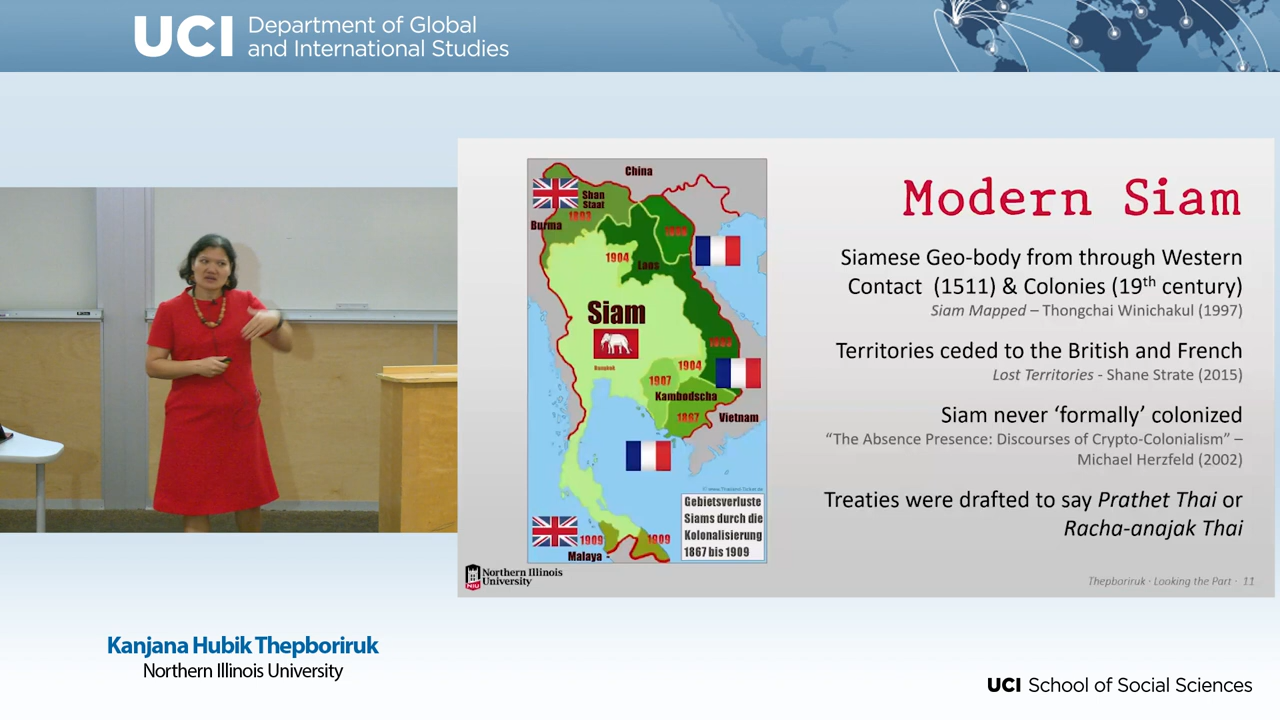 UCI
Department of Global
and International Studies
China
Shan
Staat
1893
Burma
1904
Laos
Siam
Bangkok
1904
1907
Kambodscha
1867
Vietnam
Gebietsverluste
Siams durch die
Kolonalisierung
1867 bis 1909
1909
1909
Malaya
Modern Siam
Siamese Geo-body from through Western
Contact (1511) & Colonies (19th century)
Siam Mapped – Thongchai Winichakul (1997)
Territories ceded to the British and French
Lost Territories - Shane Strate (2015)
Siam never ‘formally’ colonized
“The Absence Presence: Discourses of Crypto-Colonialism” –
Michael Herzfeld (2002)
Treaties were drafted to say Prathet Thai or
Racha-anajak Thai
NIU
Northern Illinois
University
Thepboriruk · Looking the Part · 11
Kanjana Hubik Thepboriruk
Northern Illinois University
UCI School of Social Sciences